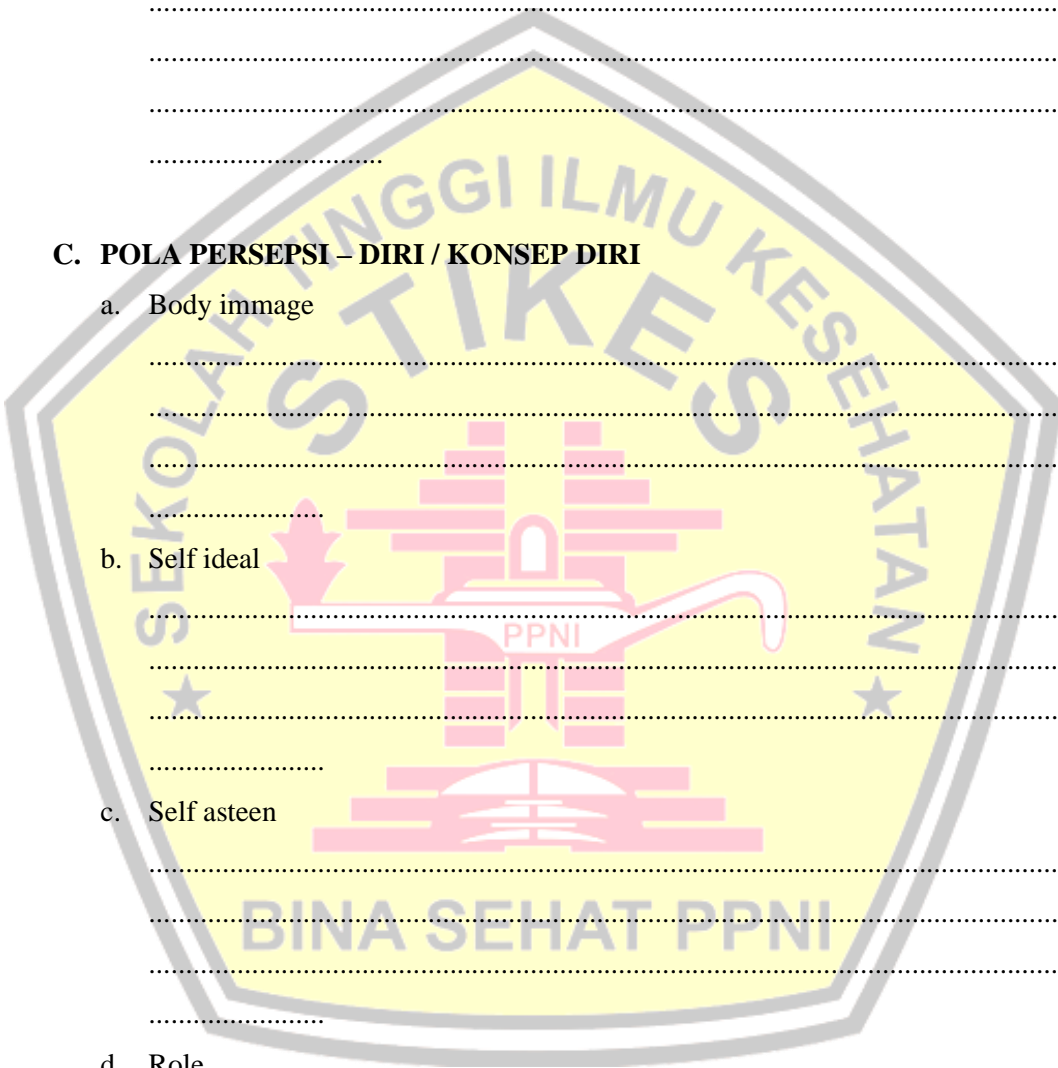 ....................................................................................................................
....................................................................................................................
....................................................................................................................
................................
C. POLA PERSEPSI – DIRI / KONSEP DIRI
a. Body immage
....................................................................................................................
....................................................................................................................
....................................................................................................................
........................
b. Self ideal
....................................................................................................................
....................................................................................................................
....................................................................................................................
........................
c. Self asteen
....................................................................................................................
....................................................................................................................
....................................................................................................................
........................
d. Role
SEKOLAH TINGGI ILMU KESEHATAN
STIKES
PPNI
BINA SEHAT PPNI